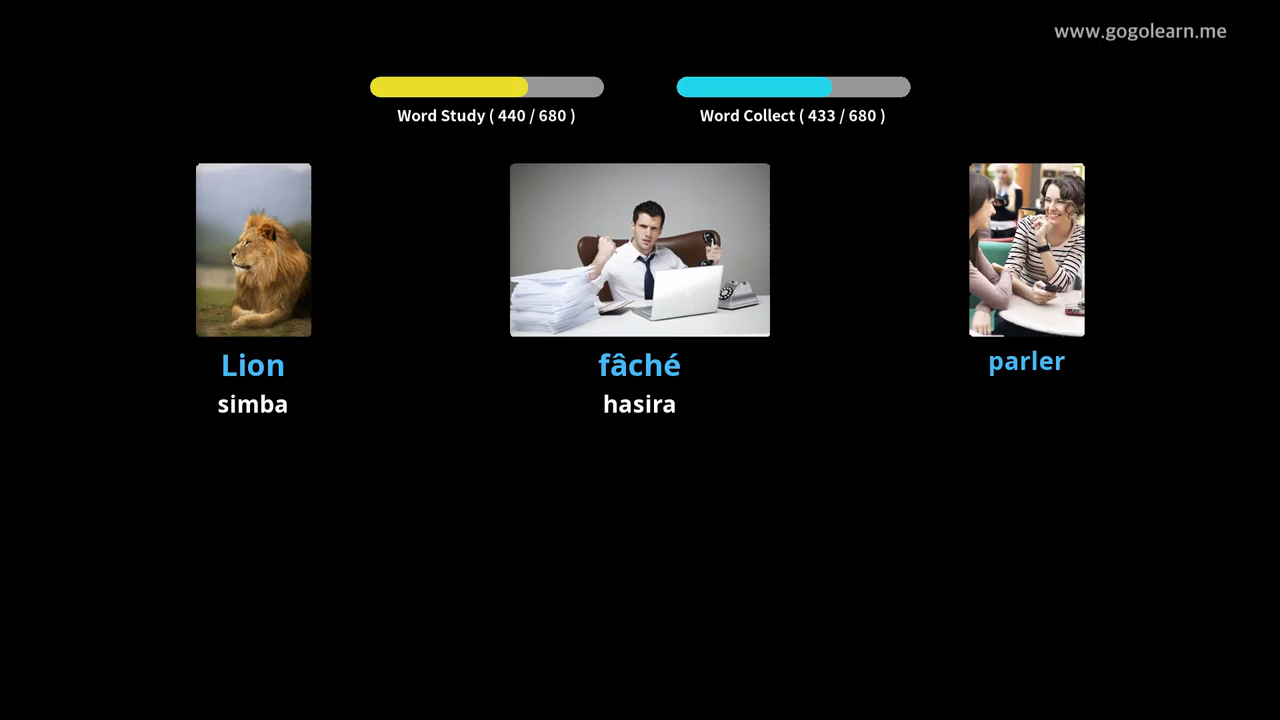 www.gogolearn.me
Word Study ( 440 / 680 )
Word Collect ( 433 / 680 )
Lion
simba
fâché
hasira
parler